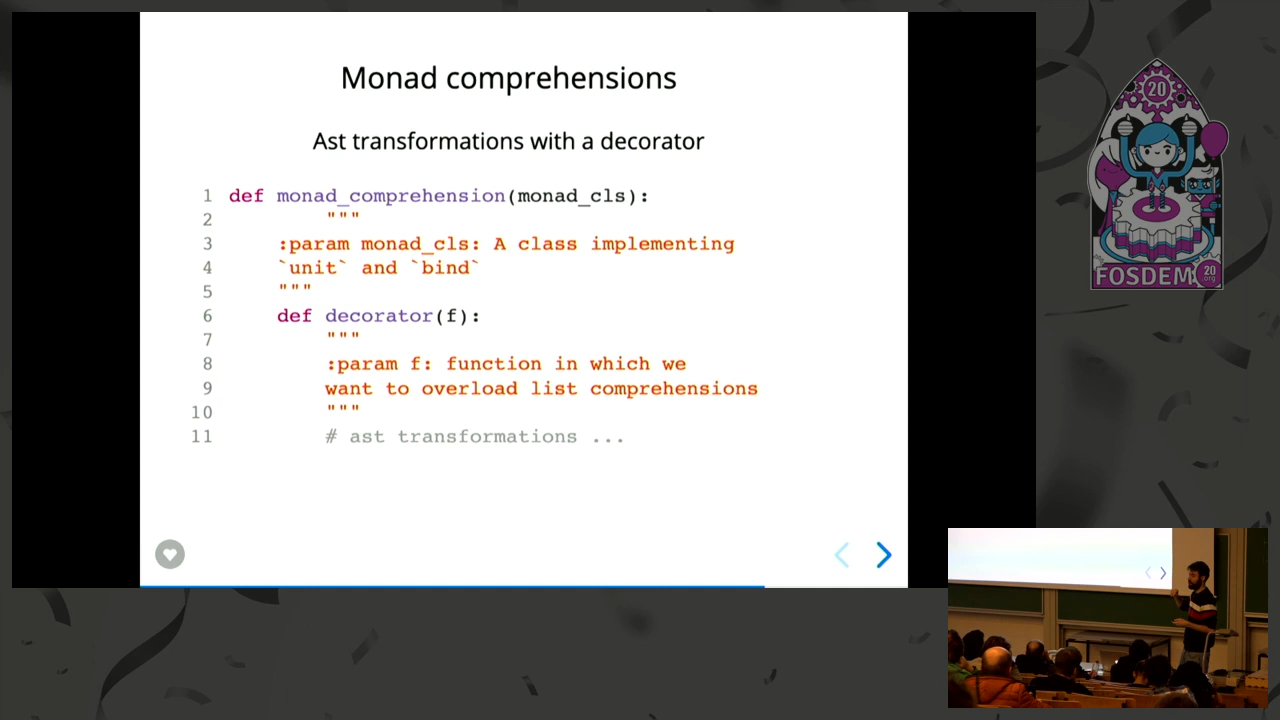 Monad comprehensions
Ast transformations with a decorator
1 def monad_comprehension(monad_cls):
2 """
3 :param monad_cls: A class implementing
4 `unit` and `bind`
5 """
6 def decorator(f):
7 """
8 :param f: function in which we
9 want to overload list comprehensions
10 """
11 # ast transformations ...
20
FOSDEM
20
.org